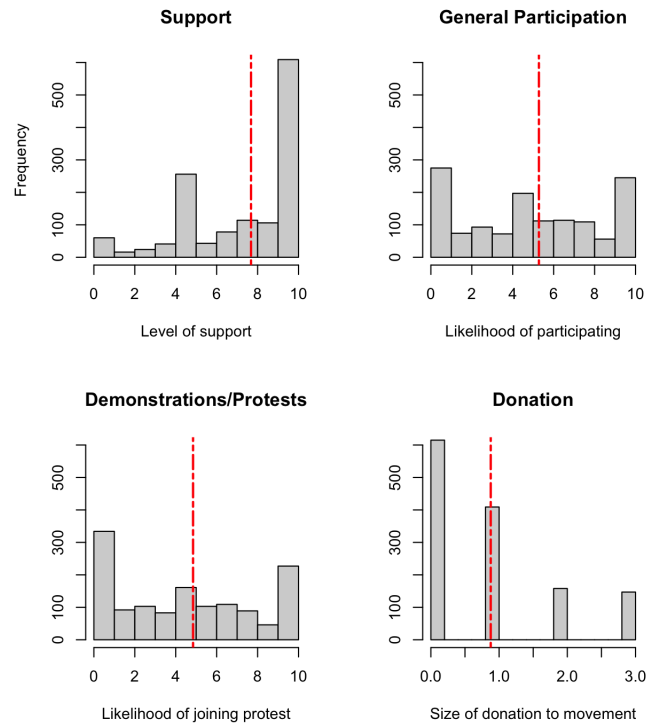 Support
Frequency
500
300
100
0
0 2 4 6 8 10
Level of support
General Participation
500
300
100
0
0 2 4 6 8 10
Likelihood of participating
Demonstrations/Protests
500
300
100
0
0 2 4 6 8 10
Likelihood of joining protest
Donation
500
300
100
0
0.0 1.0 2.0 3.0
Size of donation to movement